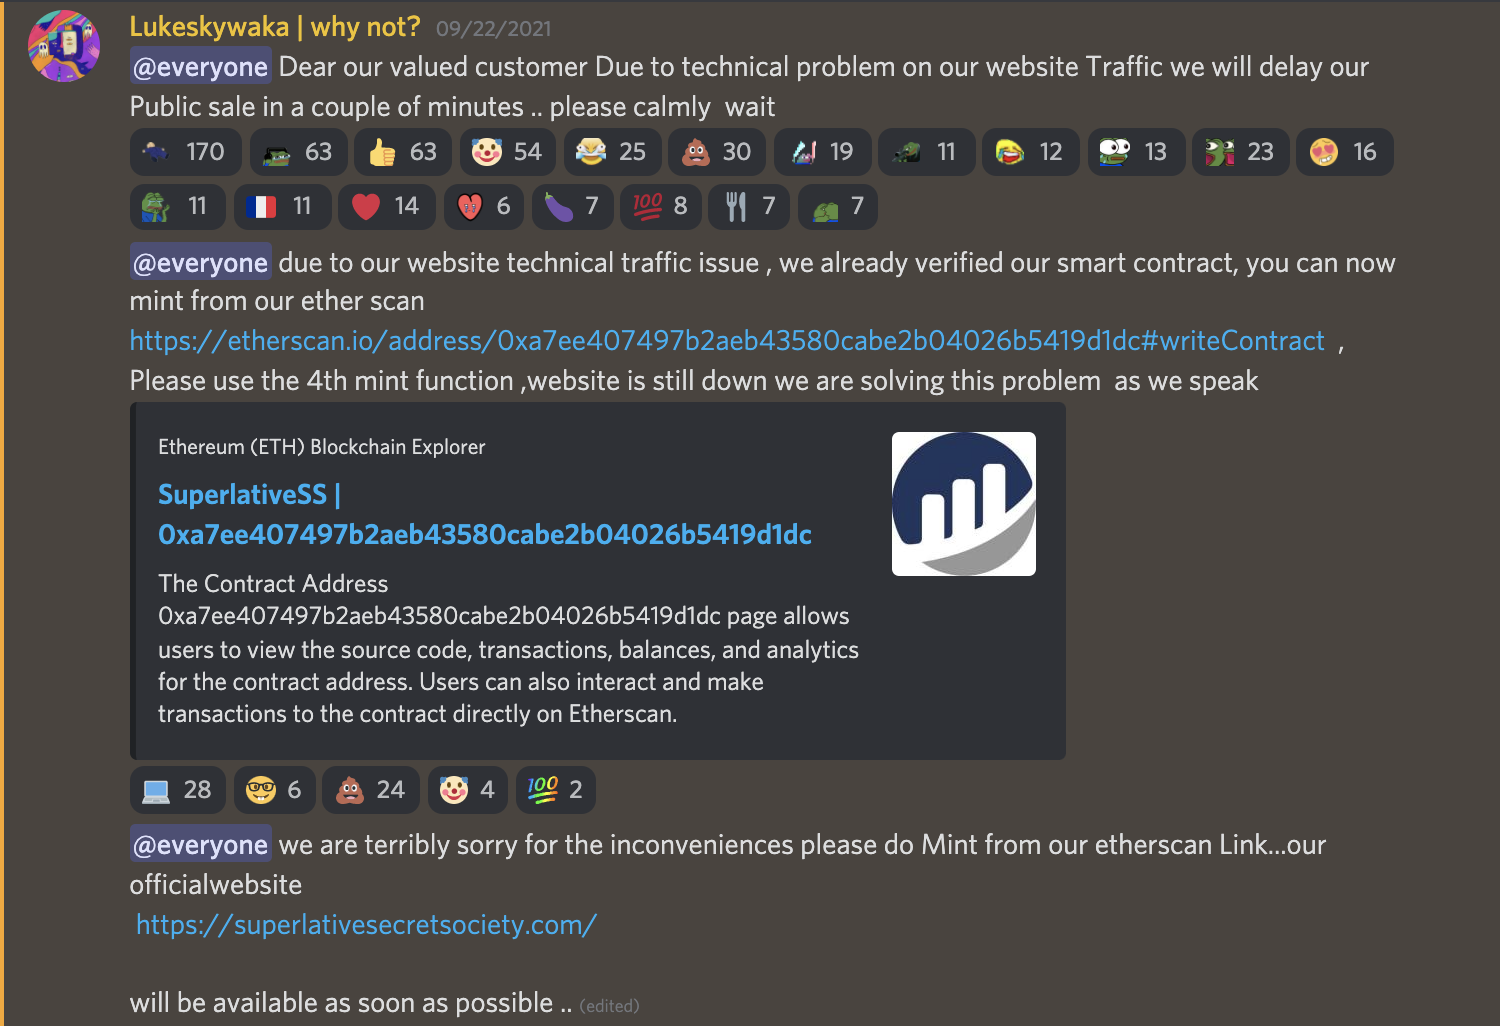 Lukeskywaka | why not? 09/22/2021
@everyone Dear our valued customer Due to technical problem on our website Traffic we will delay our
Public sale in a couple of minutes .. please calmly  wait
170 63 63 54 25 30 19 11 12 13 23 16
11 11 14 6 7 100 8 7 7
@everyone due to our website technical traffic issue , we already verified our smart contract, you can now
mint from our ether scan
https://etherscan.io/address/0xa7ee407497b2aeb43580cabe2b04026b5419d1dc#writeContract  ,
Please use the 4th mint function ,website is still down we are solving this problem  as we speak
Ethereum (ETH) Blockchain Explorer
SuperlativeSS |
0xa7ee407497b2aeb43580cabe2b04026b5419d1dc
The Contract Address
0xa7ee407497b2aeb43580cabe2b04026b5419d1dc page allows
users to view the source code, transactions, balances, and analytics
for the contract address. Users can also interact and make
transactions to the contract directly on Etherscan.
28 6 24 4 100 2
@everyone we are terribly sorry for the inconveniences please do Mint from our etherscan Link...our
officialwebsite
https://superlativesecretsociety.com/
will be available as soon as possible .. (edited)